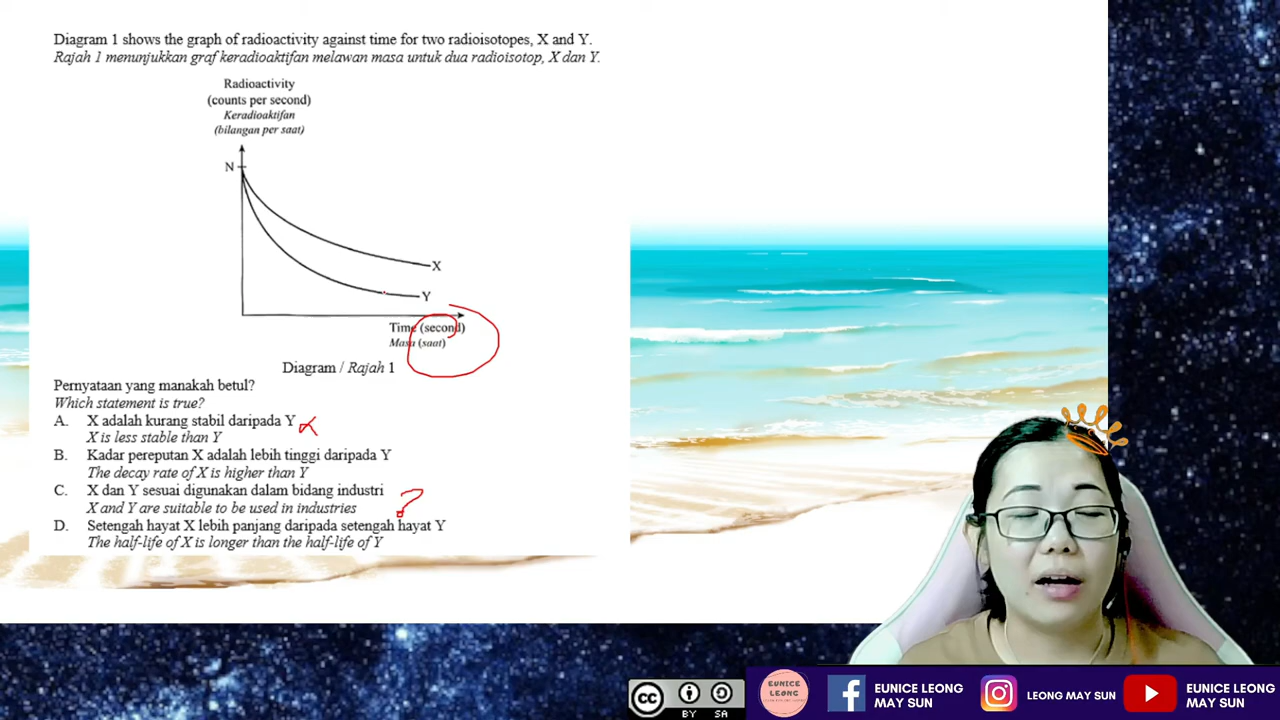 Diagram 1 shows the graph of radioactivity against time for two radioisotopes, X and Y.
Rajah 1 menunjukkan graf keradioaktifan melawan masa untuk dua radioisotop, X dan Y.
Radioactivity
(counts per second)
Keradioaktifan
(bilangan per saat)
N
X
Y
Time (second)
Masa (saat)
Diagram / Rajah 1
Pernyataan yang manakah betul?
Which statement is true?
A. X adalah kurang stabil daripada Y
X is less stable than Y
B. Kadar pereputan X adalah lebih tinggi daripada Y
The decay rate of X is higher than Y
C. X dan Y sesuai digunakan dalam bidang industri
X and Y are suitable to be used in industries
?
D. Setengah hayat X lebih panjang daripada setengah hayat Y
The half-life of X is longer than the half-life of Y
cc
BY SA
EUNICE
LEONG
EUNICE LEONG
MAY SUN
LEONG MAY SUN
EUNICE LEONG
MAY SUN